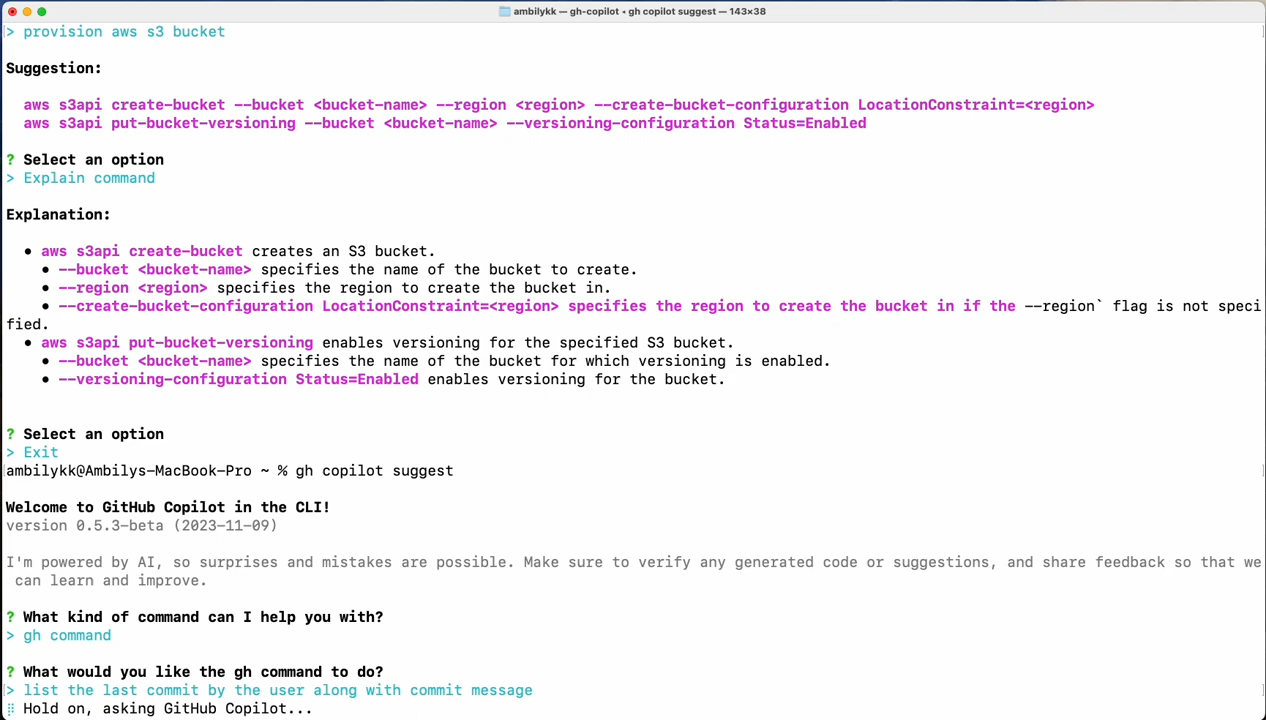 ambilykk — gh-copilot • gh copilot suggest — 143×38
> provision aws s3 bucket
Suggestion:
aws s3api create-bucket --bucket <bucket-name> --region <region> --create-bucket-configuration LocationConstraint=<region>
aws s3api put-bucket-versioning --bucket <bucket-name> --versioning-configuration Status=Enabled
? Select an option
> Explain command
Explanation:
• aws s3api create-bucket creates an S3 bucket.
• --bucket <bucket-name> specifies the name of the bucket to create.
• --region <region> specifies the region to create the bucket in.
• --create-bucket-configuration LocationConstraint=<region> specifies the region to create the bucket in if the --region` flag is not speci
fied.
• aws s3api put-bucket-versioning enables versioning for the specified S3 bucket.
• --bucket <bucket-name> specifies the name of the bucket for which versioning is enabled.
• --versioning-configuration Status=Enabled enables versioning for the bucket.
? Select an option
> Exit
ambilykk@Ambilys-MacBook-Pro ~ % gh copilot suggest
Welcome to GitHub Copilot in the CLI!
version 0.5.3-beta (2023-11-09)
I'm powered by AI, so surprises and mistakes are possible. Make sure to verify any generated code or suggestions, and share feedback so that we
can learn and improve.
? What kind of command can I help you with?
> gh command
? What would you like the gh command to do?
> list the last commit by the user along with commit message
⣾ Hold on, asking GitHub Copilot...